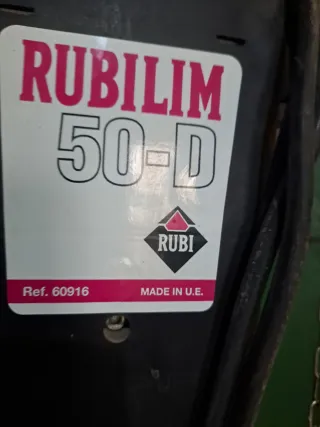 RUBILIM
50-D
RUBI
Ref. 60916 MADE IN U.E.